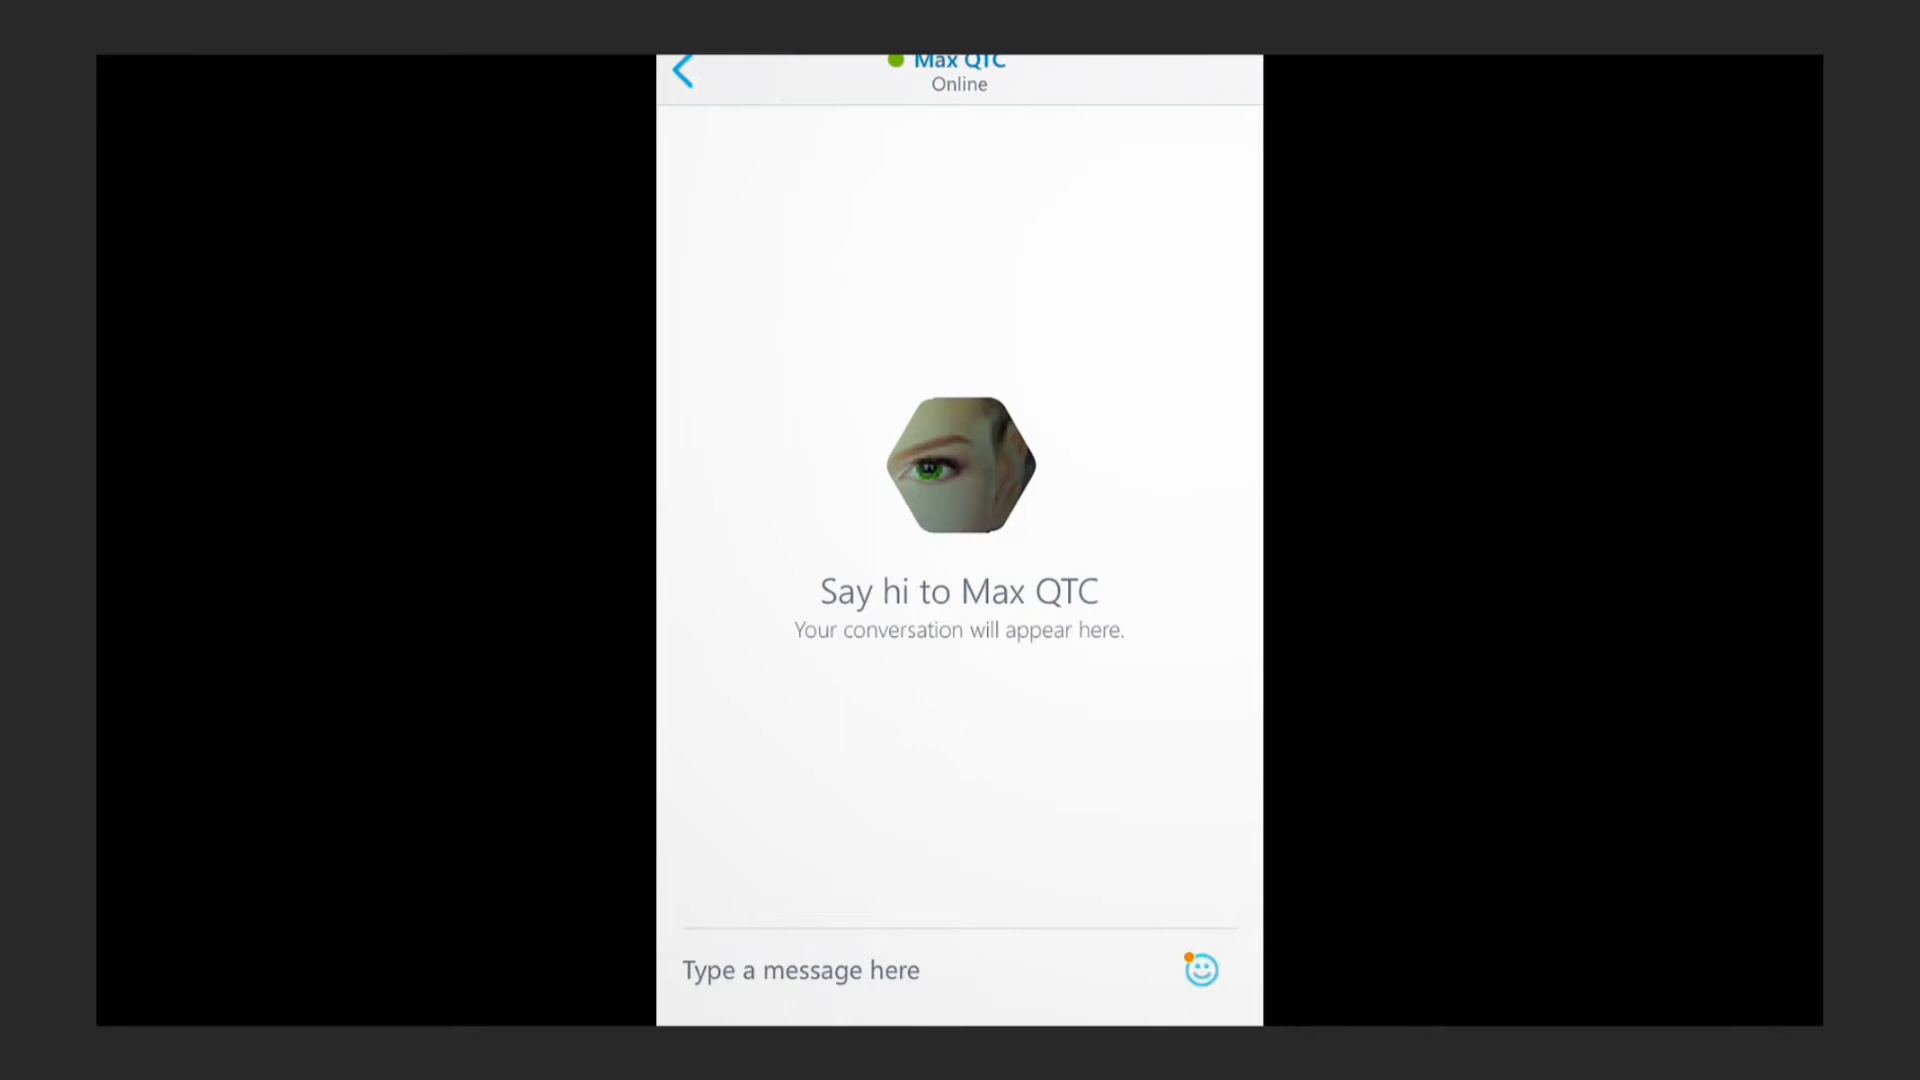 Max QTC
Online
Say hi to Max QTC
Your conversation will appear here.
Type a message here